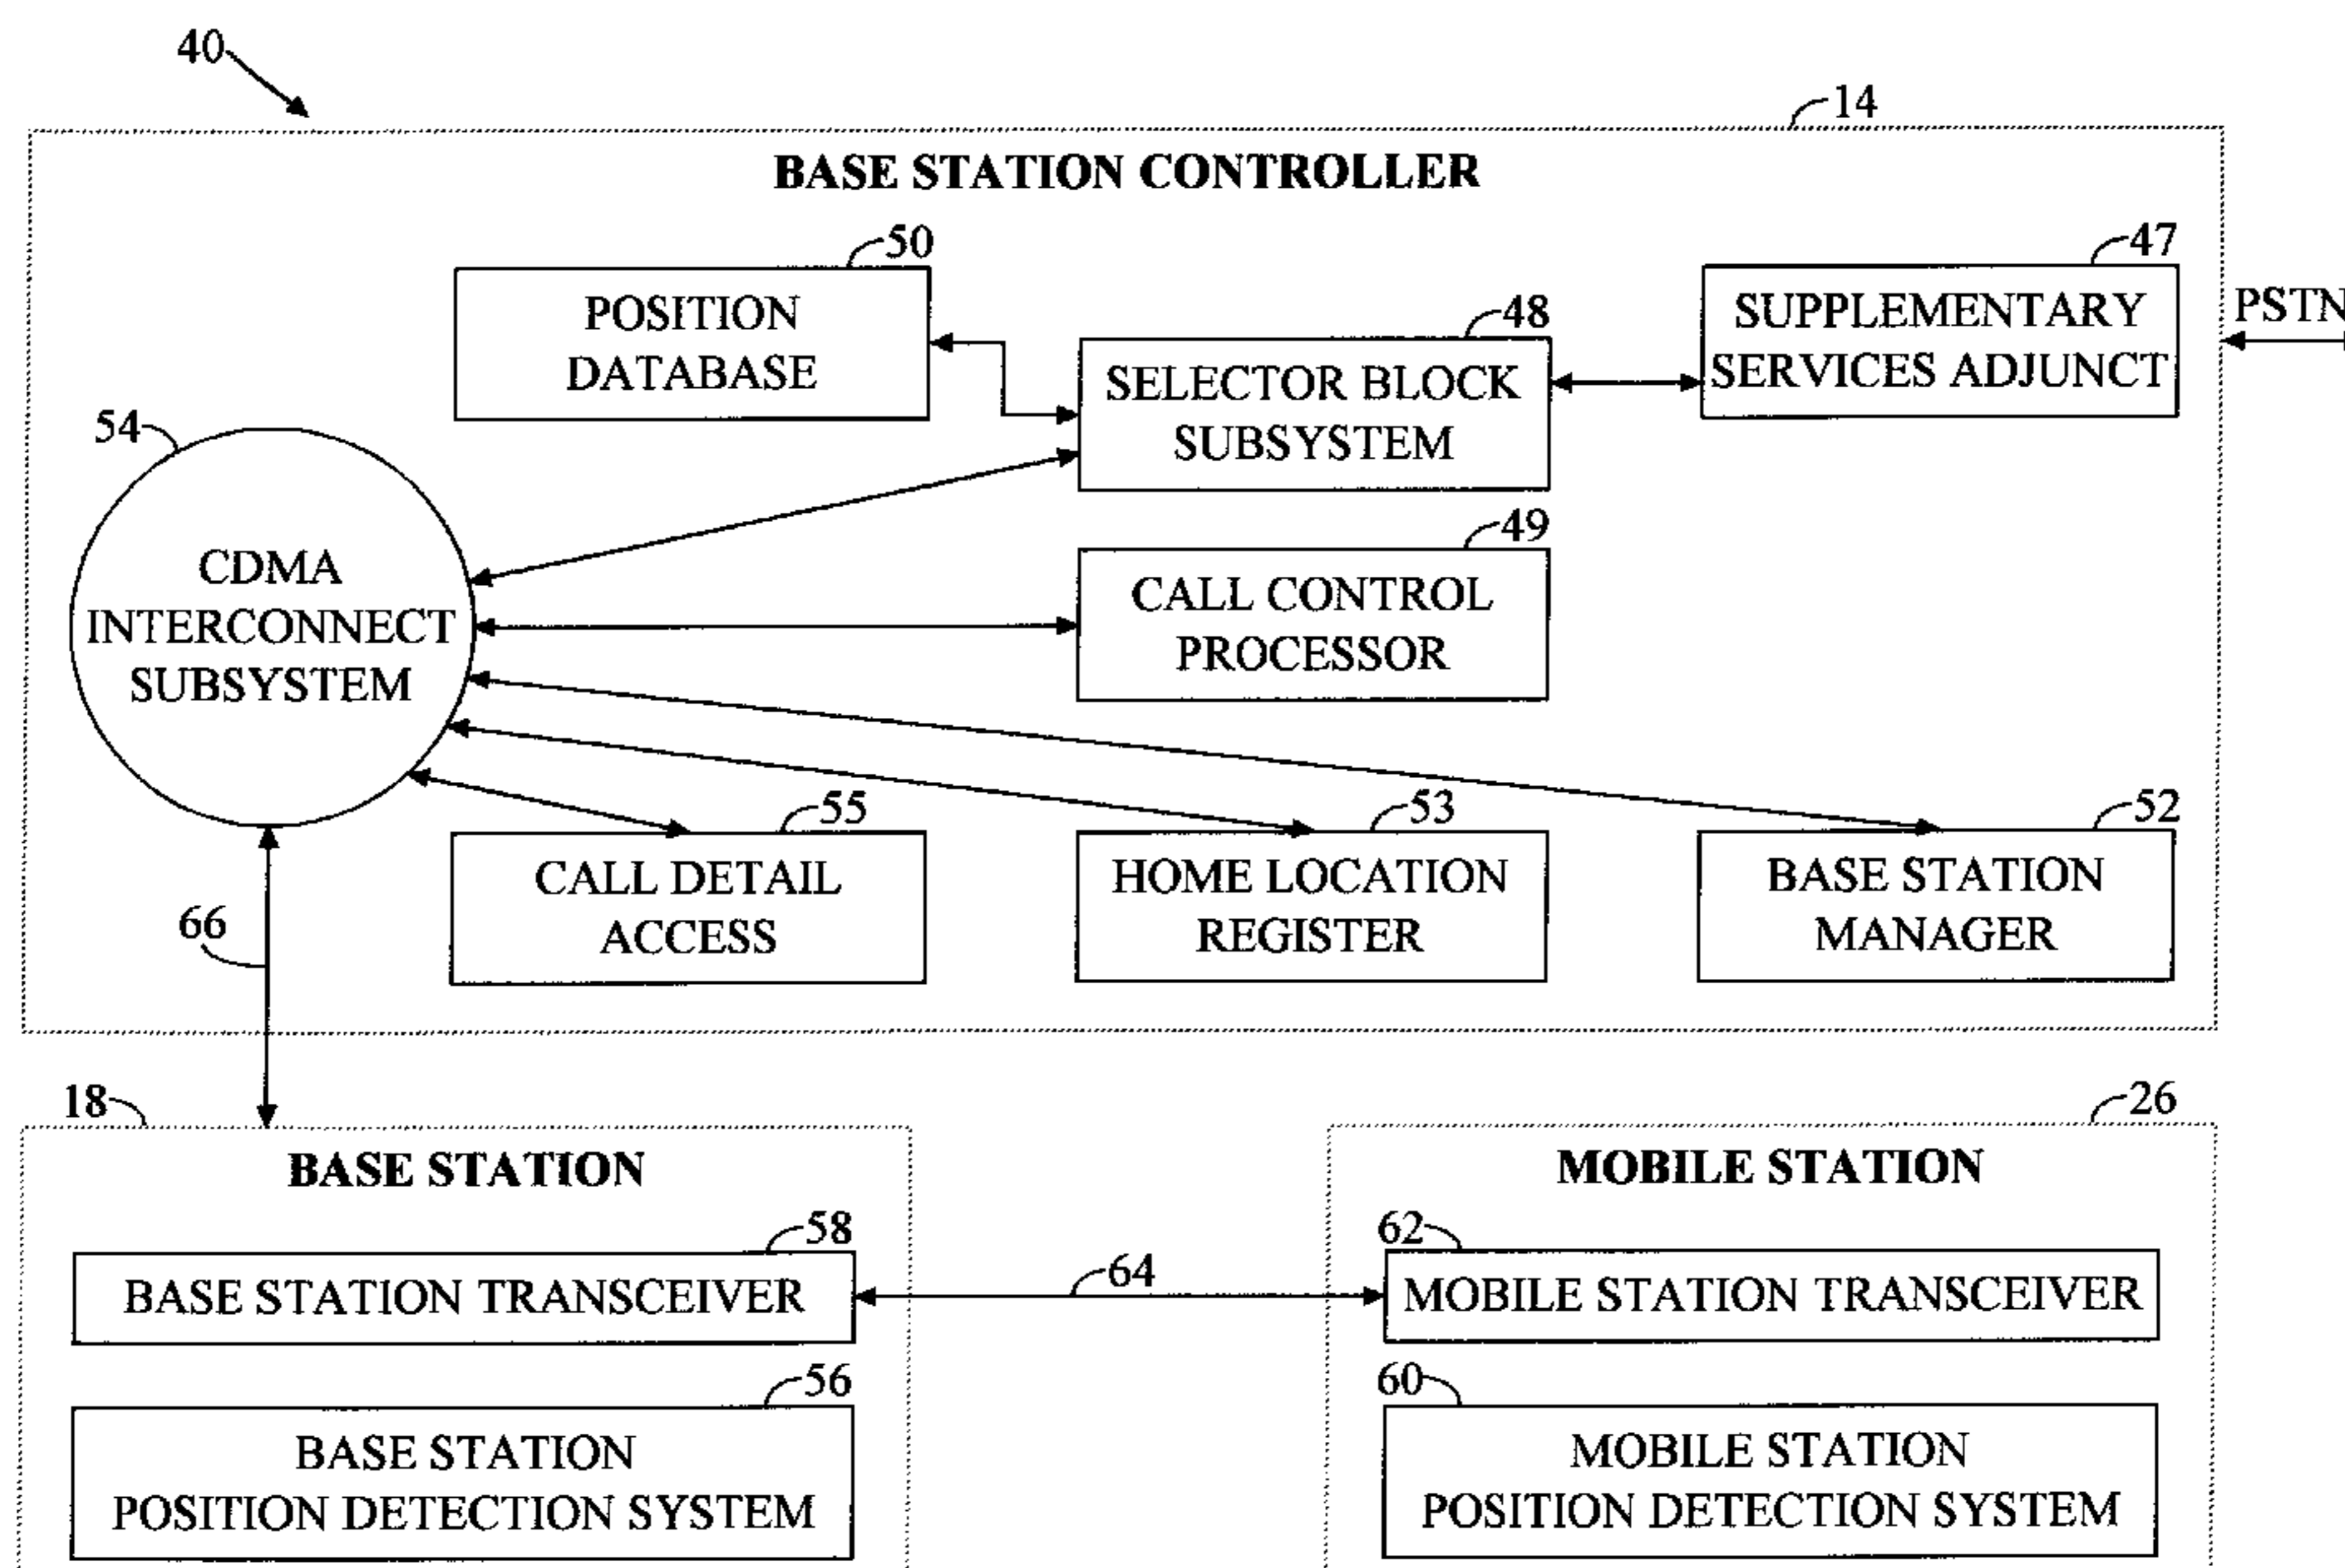 40
14
BASE STATION CONTROLLER
50
POSITION
DATABASE
48
SELECTOR BLOCK
SUBSYSTEM
47
SUPPLEMENTARY
SERVICES ADJUNCT
PSTN
54
CDMA
INTERCONNECT
SUBSYSTEM
49
CALL CONTROL
PROCESSOR
55
CALL DETAIL
ACCESS
53
HOME LOCATION
REGISTER
52
BASE STATION
MANAGER
66
18
BASE STATION
58
BASE STATION TRANSCEIVER
56
BASE STATION
POSITION DETECTION SYSTEM
64
26
MOBILE STATION
62
MOBILE STATION TRANSCEIVER
60
MOBILE STATION
POSITION DETECTION SYSTEM